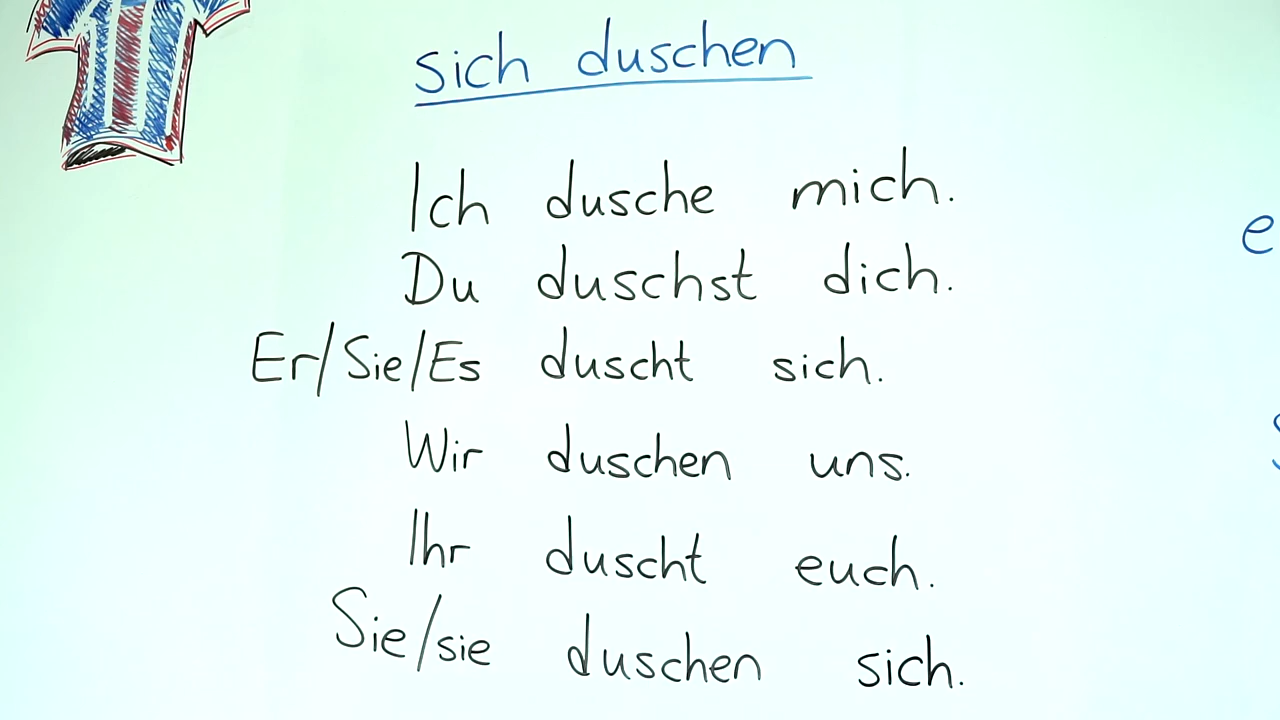 sich duschen
Ich dusche mich.
Du duschst dich.
Er/Sie/Es duscht sich.
Wir duschen uns.
Ihr duscht euch.
Sie/sie duschen sich.